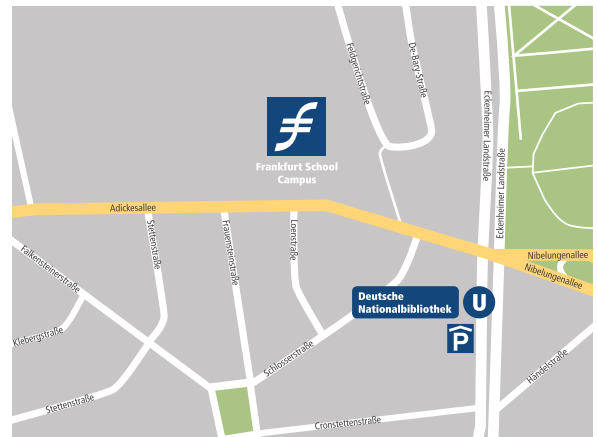 Feldgerichtstraße
De-Bary-Straße
Eckenheimer Landstraße
Eckenheimer Landstraße
Frankfurt School
Campus
Adickesallee
Stettenstraße
Frauensteinstraße
Loenstraße
Nibelungenallee
Nibelungenallee
Falkensteinerstraße
Deutsche
Nationalbibliothek
U
P
Klebergstraße
Schlosserstraße
Händelstraße
Stettenstraße
Cronstettenstraße